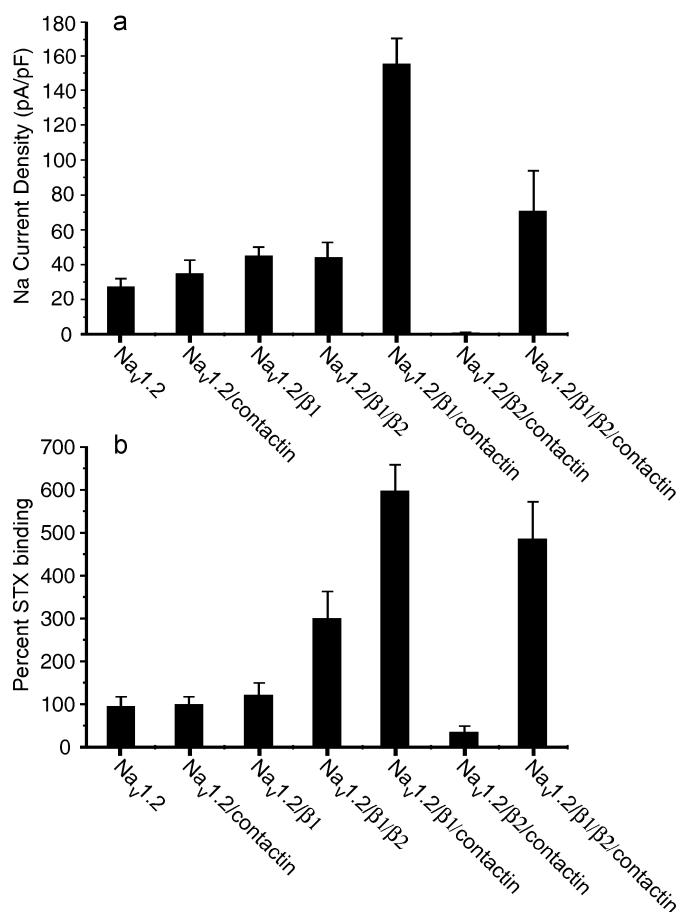 a
Na Current Density (pA/pF)
180
160
140
120
100
80
60
40
20
0
Nav1.2
Nav1.2/contactin
Nav1.2/β1
Nav1.2/β1/β2
Nav1.2/β1/contactin
Nav1.2/β2/contactin
Nav1.2/β1/β2/contactin
b
Percent STX binding
700
600
500
400
300
200
100
0
Nav1.2
Nav1.2/contactin
Nav1.2/β1
Nav1.2/β1/β2
Nav1.2/β1/contactin
Nav1.2/β2/contactin
Nav1.2/β1/β2/contactin